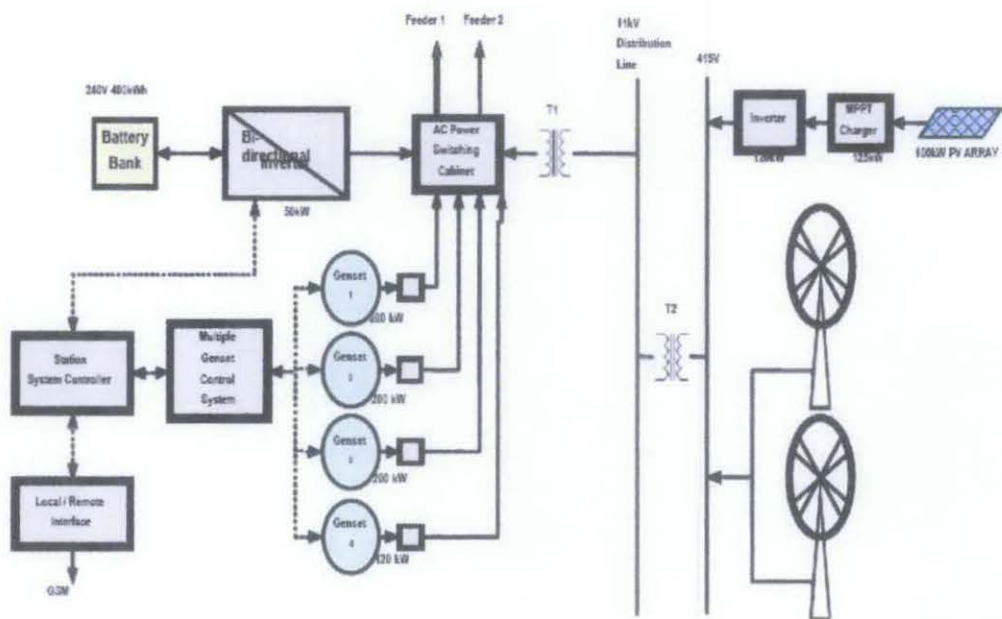 Feeder 1
Feeder 2
11kV
Distribution
Line
415V
240V 480kWh
Battery
Bank
Bi-
directional
Inverter
50kW
AC Power
Switching
Cabinet
T1
Inverter
MPPT
Charger
125kW
100kW PV ARRAY
T2
Genset
1
Genset
Genset
Genset
4
200 kW
200 kW
120 kW
Multiple
Genset
Control
System
Station
System Controller
Local / Remote
Interface
GSM